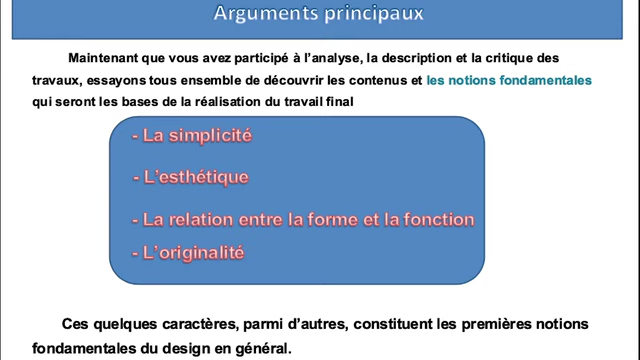 Arguments principaux
Maintenant que vous avez participé à l’analyse, la description et la critique des
travaux, essayons tous ensemble de découvrir les contenus et les notions fondamentales
qui seront les bases de la réalisation du travail final
- La simplicité
- L’esthétique
- La relation entre la forme et la fonction
- L’originalité
Ces quelques caractères, parmi d’autres, constituent les premières notions
fondamentales du design en général.